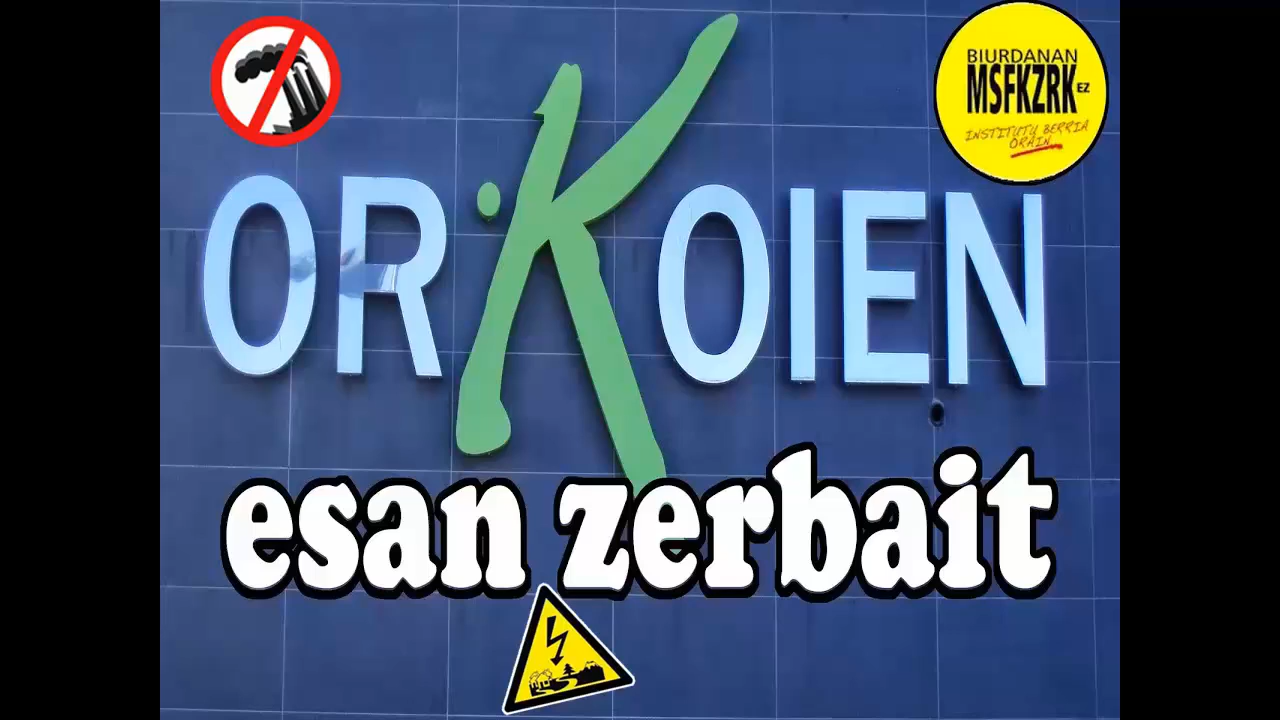 BIURDANAN
MSFKZRK EZ
INSTITUTU BERRIA
ORAIN
ORKOIEN
esan zerbait